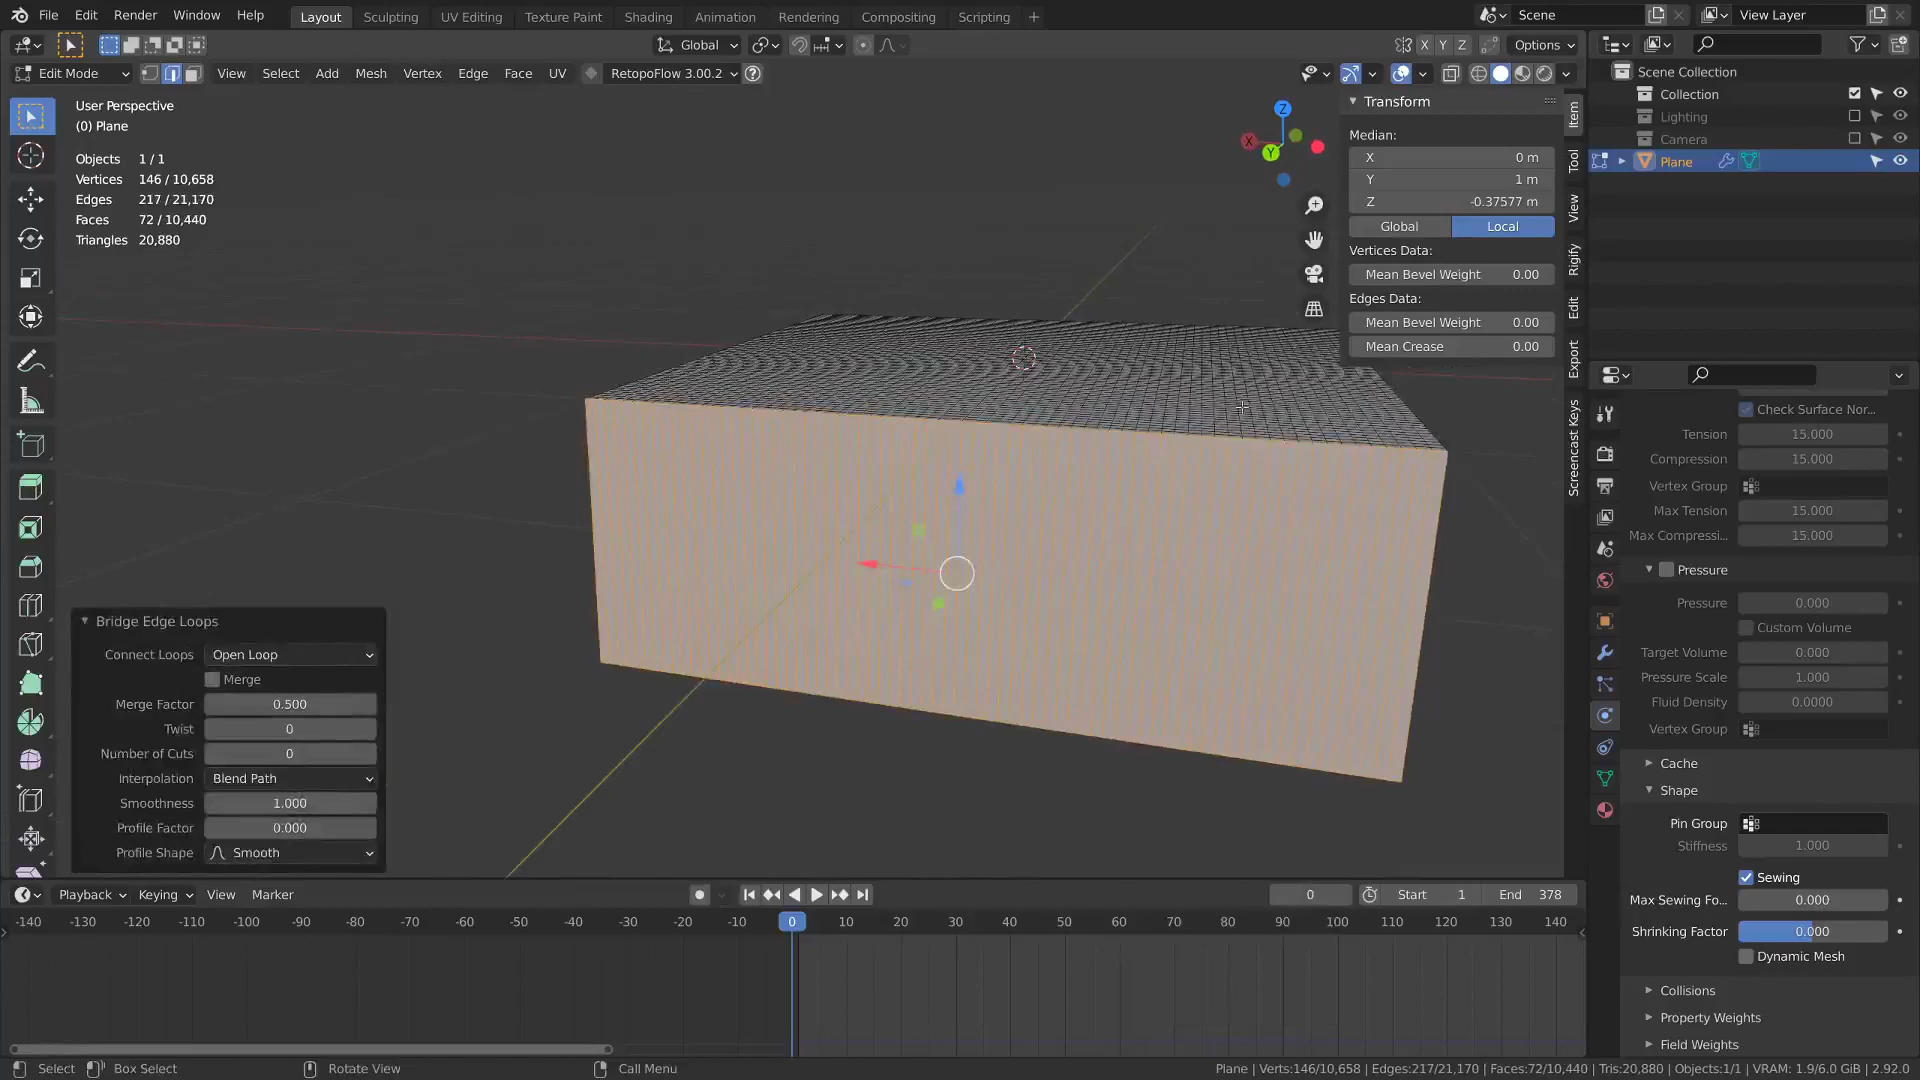 File Edit Render Window Help Layout Sculpting UV Editing Texture Paint Shading Animation Rendering Compositing Scripting + Scene View Layer
Global X Y Z Options
Edit Mode View Select Add Mesh Vertex Edge Face UV RetopoFlow 3.00.2 ?
Scene Collection
Collection
Lighting
Camera
Plane
User Perspective
(0) Plane
Objects 1 / 1
Vertices 146 / 10,658
Edges 217 / 21,170
Faces 72 / 10,440
Triangles 20,880
Z
X
Y
Transform
Median:
X 0 m
Y 1 m
Z -0.37577 m
Global Local
Vertices Data:
Mean Bevel Weight 0.00
Edges Data:
Mean Bevel Weight 0.00
Mean Crease 0.00
Item
Tool
View
Rigify
Edit
Export
Screencast Keys
Check Surface Nor...
Tension 15.000
Compression 15.000
Vertex Group
Max Tension 15.000
Max Compressi... 15.000
Pressure
Pressure 0.000
Custom Volume
Target Volume 0.000
Pressure Scale 1.000
Fluid Density 0.0000
Vertex Group
Cache
Shape
Pin Group
Stiffness 1.000
Sewing
Max Sewing Fo... 0.000
Shrinking Factor 0.000
Dynamic Mesh
Collisions
Property Weights
Field Weights
Bridge Edge Loops
Connect Loops Open Loop
Merge
Merge Factor 0.500
Twist 0
Number of Cuts 0
Interpolation Blend Path
Smoothness 1.000
Profile Factor 0.000
Profile Shape Smooth
Playback Keying View Marker 0 Start 1 End 378
-140 -130 -120 -110 -100 -90 -80 -70 -60 -50 -40 -30 -20 -10 0 10 20 30 40 50 60 70 80 90 100 110 120 130 140
Select Box Select Rotate View Call Menu Plane | Verts:146/10,658 | Edges:217/21,170 | Faces:72/10,440 | Tris:20,880 | Objects:1/1 | VRAM: 1.9/6.0 GiB | 2.92.0